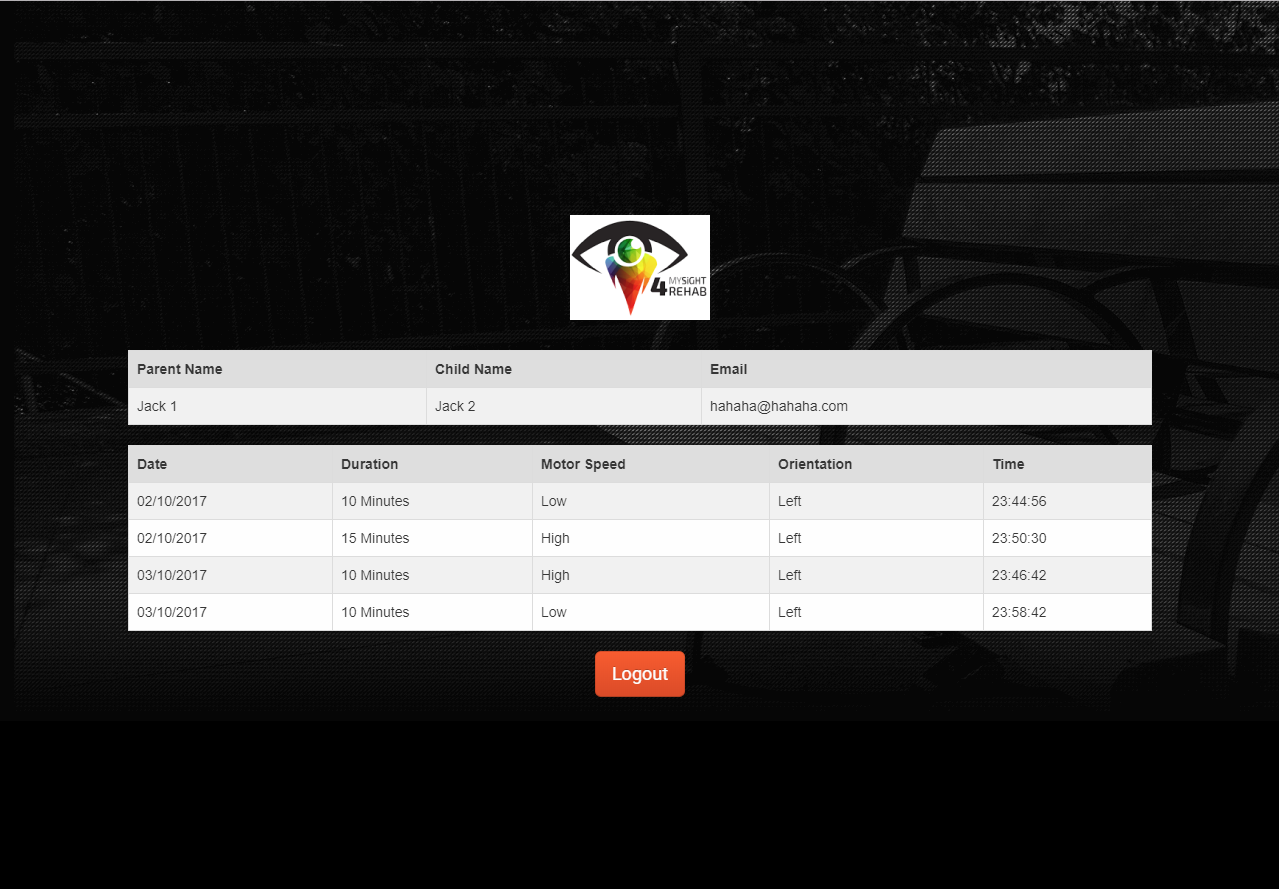 4 MYSIGHT
REHAB
Parent Name Child Name Email
Jack 1 Jack 2 hahaha@hahaha.com
Date Duration Motor Speed Orientation Time
02/10/2017 10 Minutes Low Left 23:44:56
02/10/2017 15 Minutes High Left 23:50:30
03/10/2017 10 Minutes High Left 23:46:42
03/10/2017 10 Minutes Low Left 23:58:42
Logout